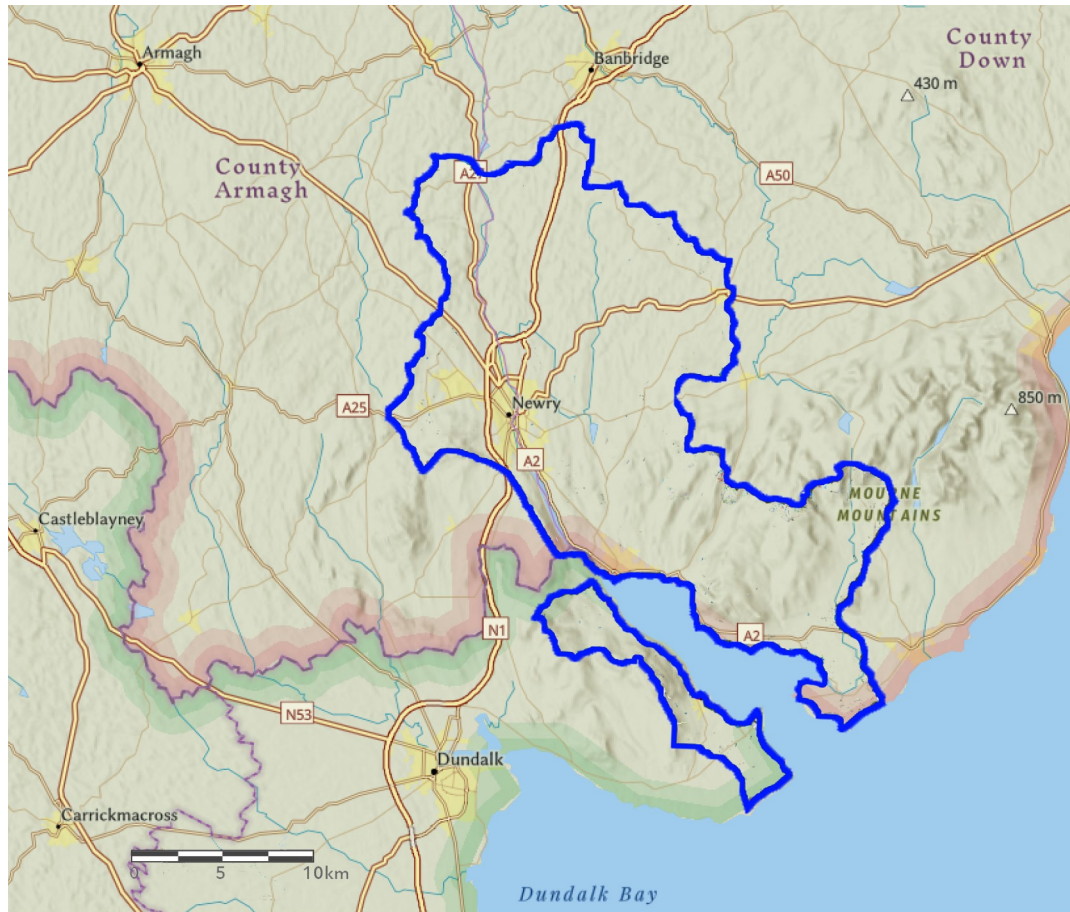 Armagh
Banbridge
County
Down
430 m
County
Armagh
A50
A25
850 m
Newry
A2
MOURNE
MOUNTAINS
Castleblayney
N1
A2
N53
Dundalk
Carrickmacross
0 5 10km
Dundalk Bay